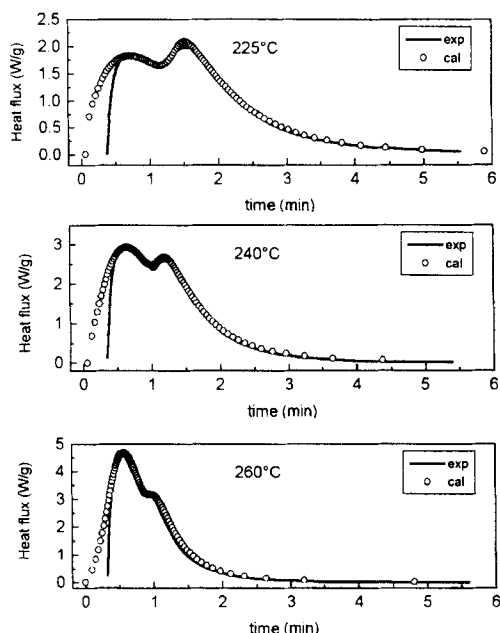 225°C
exp
cal
Heat flux (W/g)
2.5
2.0
1.5
1.0
0.5
0.0
0 1 2 3 4 5 6
time (min)
240°C
exp
cal
Heat flux (W/g)
3
2
1
0
0 1 2 3 4 5 6
time (min)
260°C
exp
cal
Heat flux (W/g)
5
4
3
2
1
0
0 1 2 3 4 5 6
time (min)